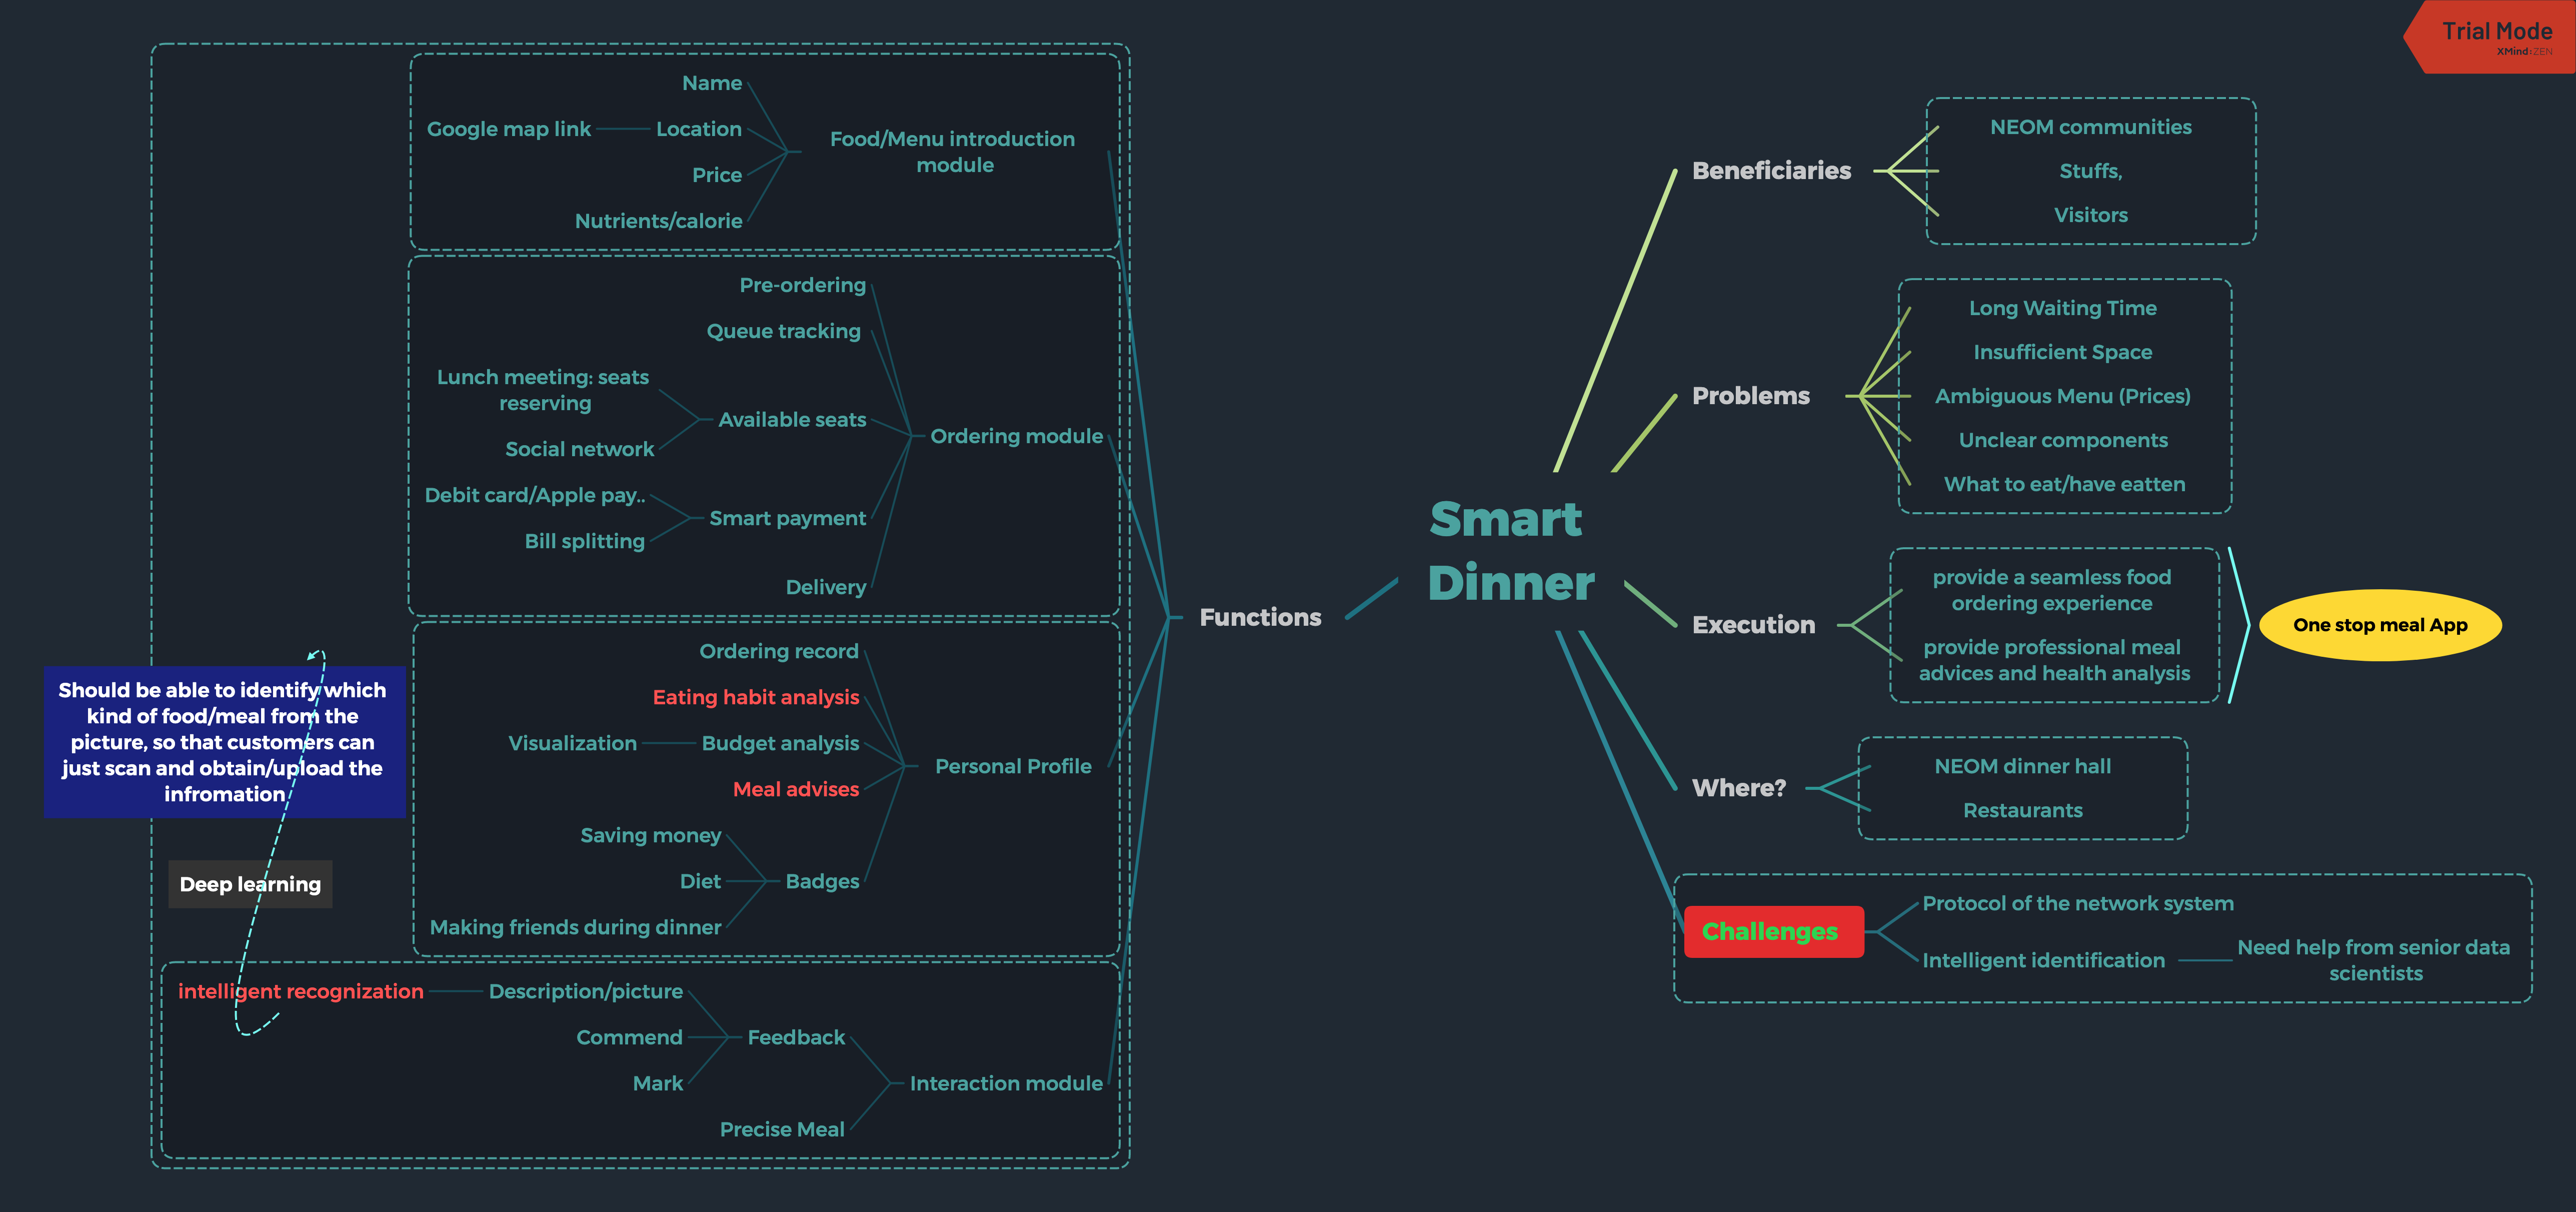 Trial Mode
XMind:ZEN
Smart
Dinner
Beneficiaries
NEOM communities
Stuffs,
Visitors
Problems
Long Waiting Time
Insufficient Space
Ambiguous Menu (Prices)
Unclear components
What to eat/have eatten
Execution
provide a seamless food
ordering experience
provide professional meal
advices and health analysis
One stop meal App
Where?
NEOM dinner hall
Restaurants
Challenges
Protocol of the network system
Intelligent identification
Need help from senior data
scientists
Functions
Food/Menu introduction
module
Name
Location
Google map link
Price
Nutrients/calorie
Ordering module
Pre-ordering
Queue tracking
Available seats
Lunch meeting: seats
reserving
Social network
Smart payment
Debit card/Apple pay..
Bill splitting
Delivery
Personal Profile
Ordering record
Eating habit analysis
Budget analysis
Visualization
Meal advises
Badges
Saving money
Diet
Making friends during dinner
Interaction module
Feedback
Description/picture
intelligent recognization
Commend
Mark
Precise Meal
Deep learning
Should be able to identify which
kind of food/meal from the
picture, so that customers can
just scan and obtain/upload the
infromation